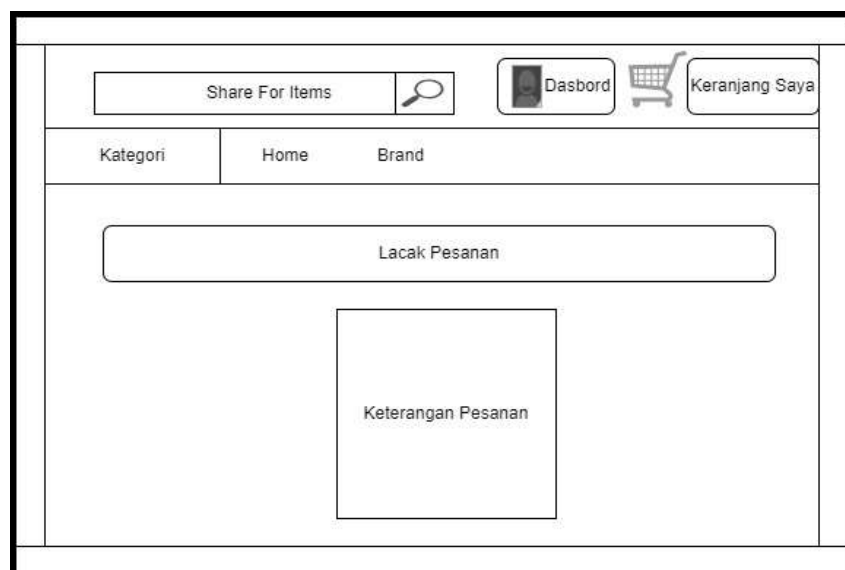 Share For Items
Dasbord
Keranjang Saya
Kategori
Home
Brand
Lacak Pesanan
Keterangan Pesanan